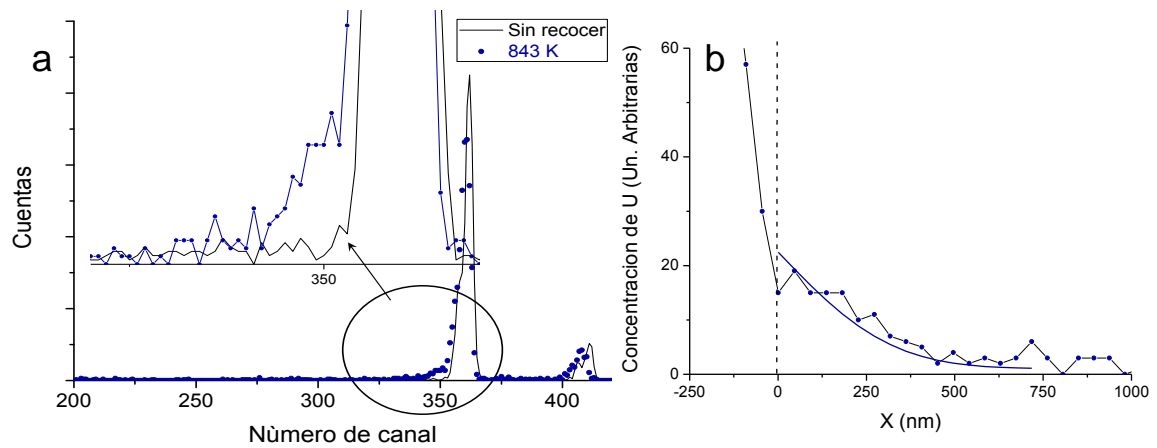 a
Sin recocer
843 K
Cuentas
350
200
250
300
350
400
Nùmero de canal
b
Concentracion de U (Un. Arbitrarias)
60
40
20
0
-250
0
250
500
750
1000
X (nm)